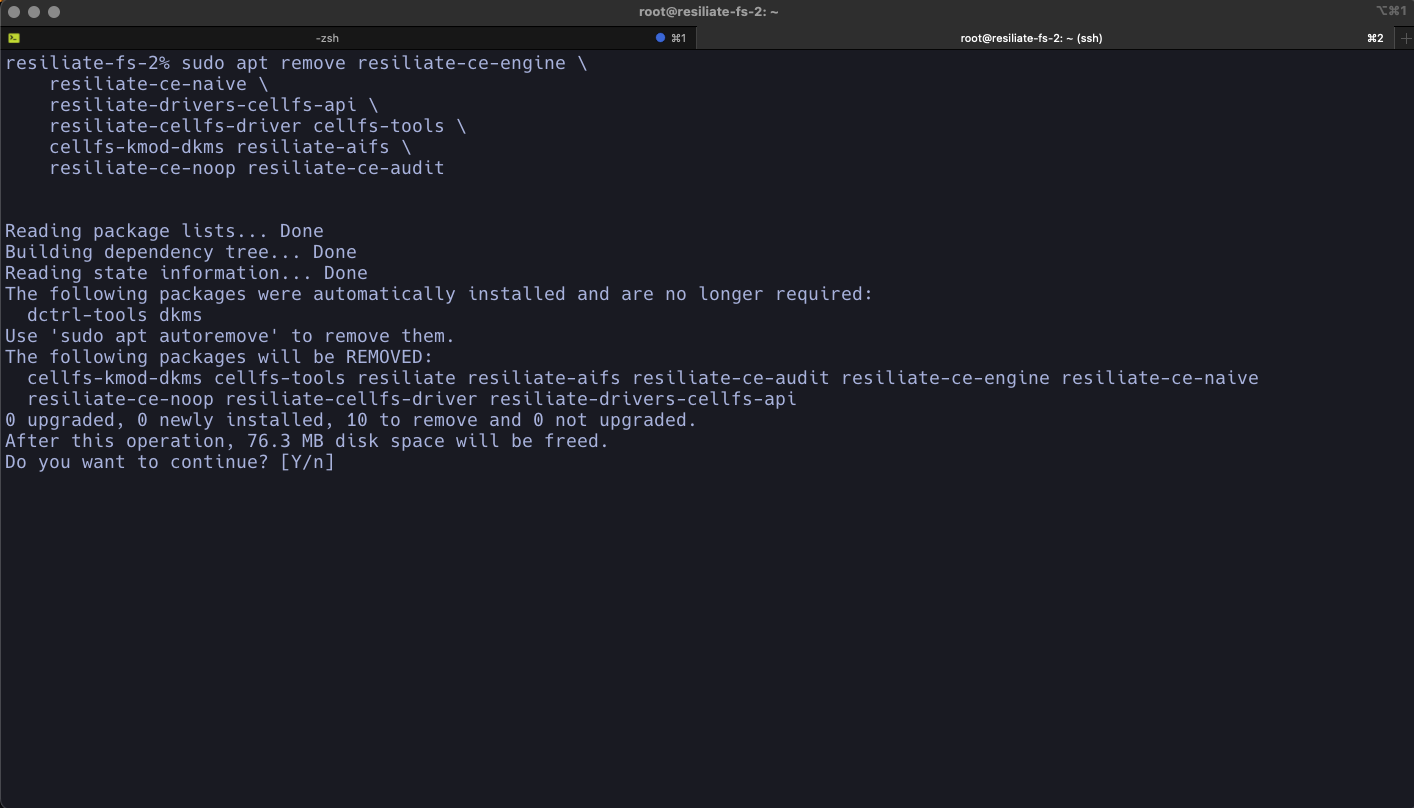 root@resiliate-fs-2: ~
⌥⌘1
-zsh
⌘1
root@resiliate-fs-2: ~ (ssh)
⌘2
resiliate-fs-2% sudo apt remove resiliate-ce-engine \
    resiliate-ce-naive \
    resiliate-drivers-cellfs-api \
    resiliate-cellfs-driver cellfs-tools \
    cellfs-kmod-dkms resiliate-aifs \
    resiliate-ce-noop resiliate-ce-audit
Reading package lists... Done
Building dependency tree... Done
Reading state information... Done
The following packages were automatically installed and are no longer required:
  dctrl-tools dkms
Use 'sudo apt autoremove' to remove them.
The following packages will be REMOVED:
  cellfs-kmod-dkms cellfs-tools resiliate resiliate-aifs resiliate-ce-audit resiliate-ce-engine resiliate-ce-naive
  resiliate-ce-noop resiliate-cellfs-driver resiliate-drivers-cellfs-api
0 upgraded, 0 newly installed, 10 to remove and 0 not upgraded.
After this operation, 76.3 MB disk space will be freed.
Do you want to continue? [Y/n]